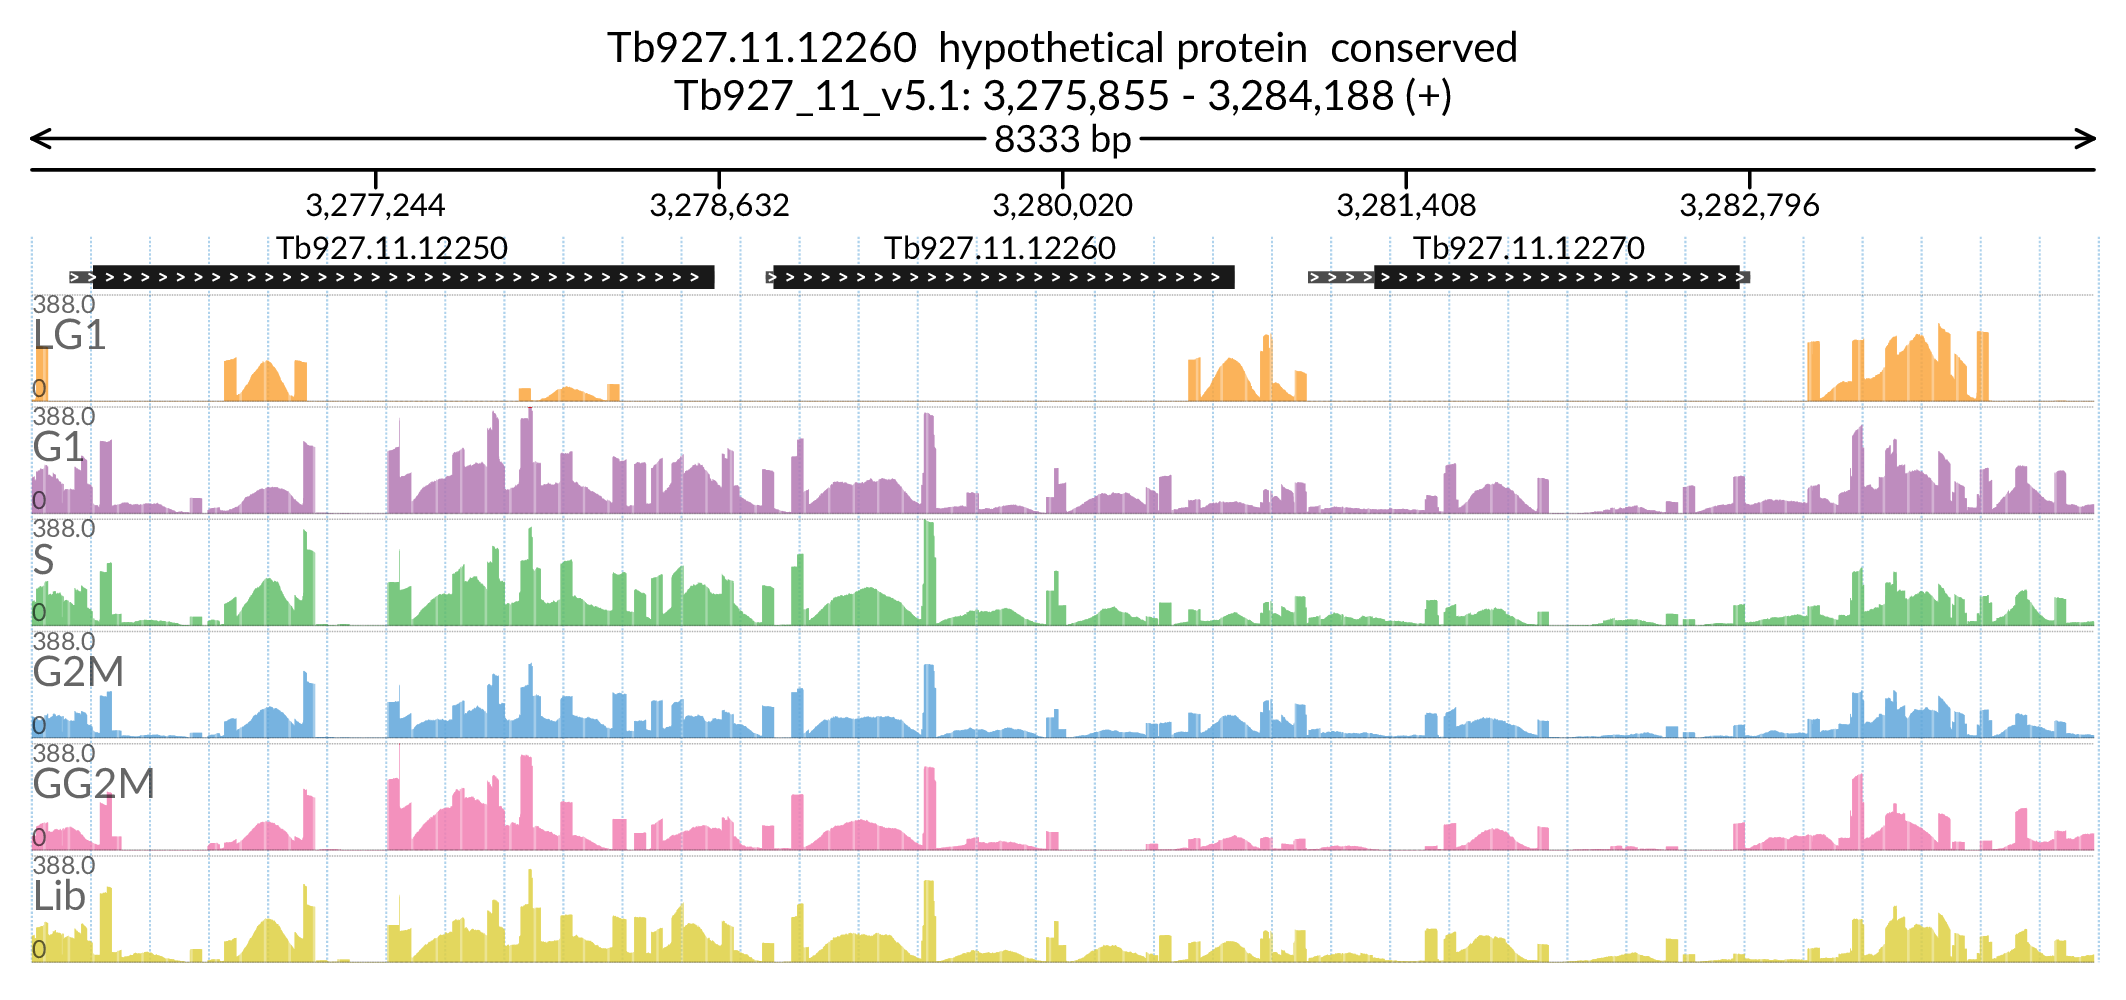 Tb927.11.12260 hypothetical protein conserved
Tb927_11_v5.1: 3,275,855 - 3,284,188 (+)
8333 bp
3,277,244 3,278,632 3,280,020 3,281,408 3,282,796
Tb927.11.12250 Tb927.11.12260 Tb927.11.12270
388.0
LG1
0
388.0
G1
0
388.0
S
0
388.0
G2M
0
388.0
GG2M
0
388.0
Lib
0